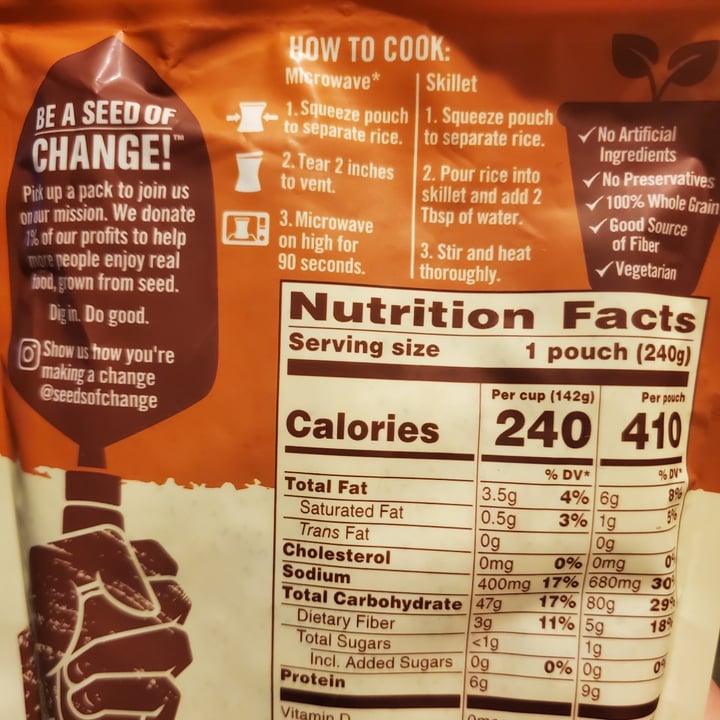 BE A SEED OF
CHANGE!™
Pick up a pack to join us
on our mission. We donate
1% of our profits to help
more people enjoy real
food, grown from seed.
Dig in. Do good.
Show us how you're
making a change
@seedsofchange
HOW TO COOK:
Microwave*
1. Squeeze pouch
to separate rice.
2. Tear 2 inches
to vent.
3. Microwave
on high for
90 seconds.
Skillet
1. Squeeze pouch
to separate rice.
2. Pour rice into
skillet and add 2
Tbsp of water.
3. Stir and heat
thoroughly.
No Artificial
Ingredients
No Preservatives
100% Whole Grain
Good Source
of Fiber
Vegetarian
Nutrition Facts
Serving size 1 pouch (240g)
Per cup (142g) Per pouch
Calories 240 410
% DV* % DV*
Total Fat 3.5g 4% 6g 8%
Saturated Fat 0.5g 3% 1g 5%
Trans Fat 0g 0g
Cholesterol 0mg 0% 0mg 0%
Sodium 400mg 17% 680mg 30%
Total Carbohydrate 47g 17% 80g 29%
Dietary Fiber 3g 11% 5g 18%
Total Sugars <1g 1g
Incl. Added Sugars 0g 0% 0g 0%
Protein 6g 9g
Vitamin D